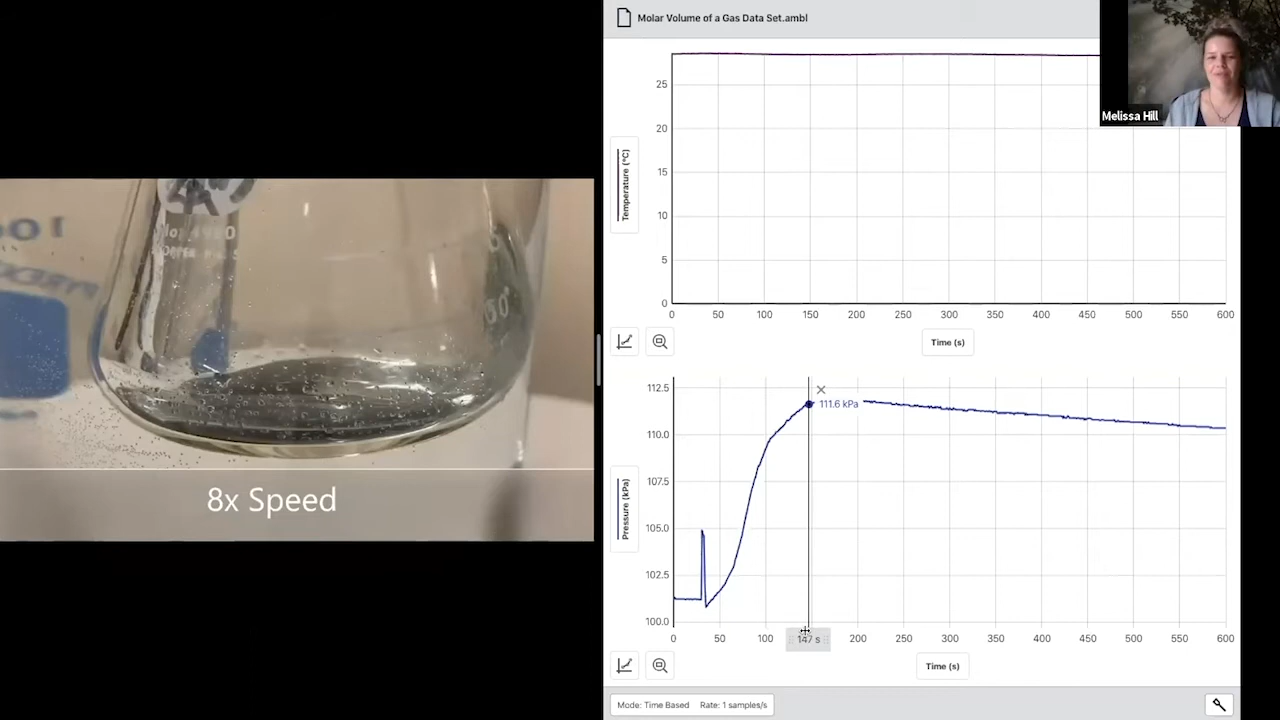 Molar Volume of a Gas Data Set.ambl
Melissa Hill
25
20
15
10
5
0
Temperature (°C)
0 50 100 150 200 250 300 350 400 450 500 550 600
Time (s)
112.5
110.0
107.5
105.0
102.5
100.0
Pressure (kPa)
111.6 kPa
0 50 100 200 250 300 350 400 450 500 550 600
147 s
Time (s)
Mode: Time Based Rate: 1 samples/s
8x Speed